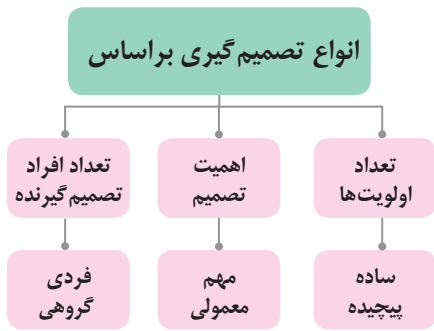 انواع تصمیم‌گیری براساس
تعداد
اولویت‌ها
اهمیت
تصمیم
تعداد افراد
تصمیم‌گیرنده
ساده
پیچیده
مهم
معمولی
فردی
گروهی